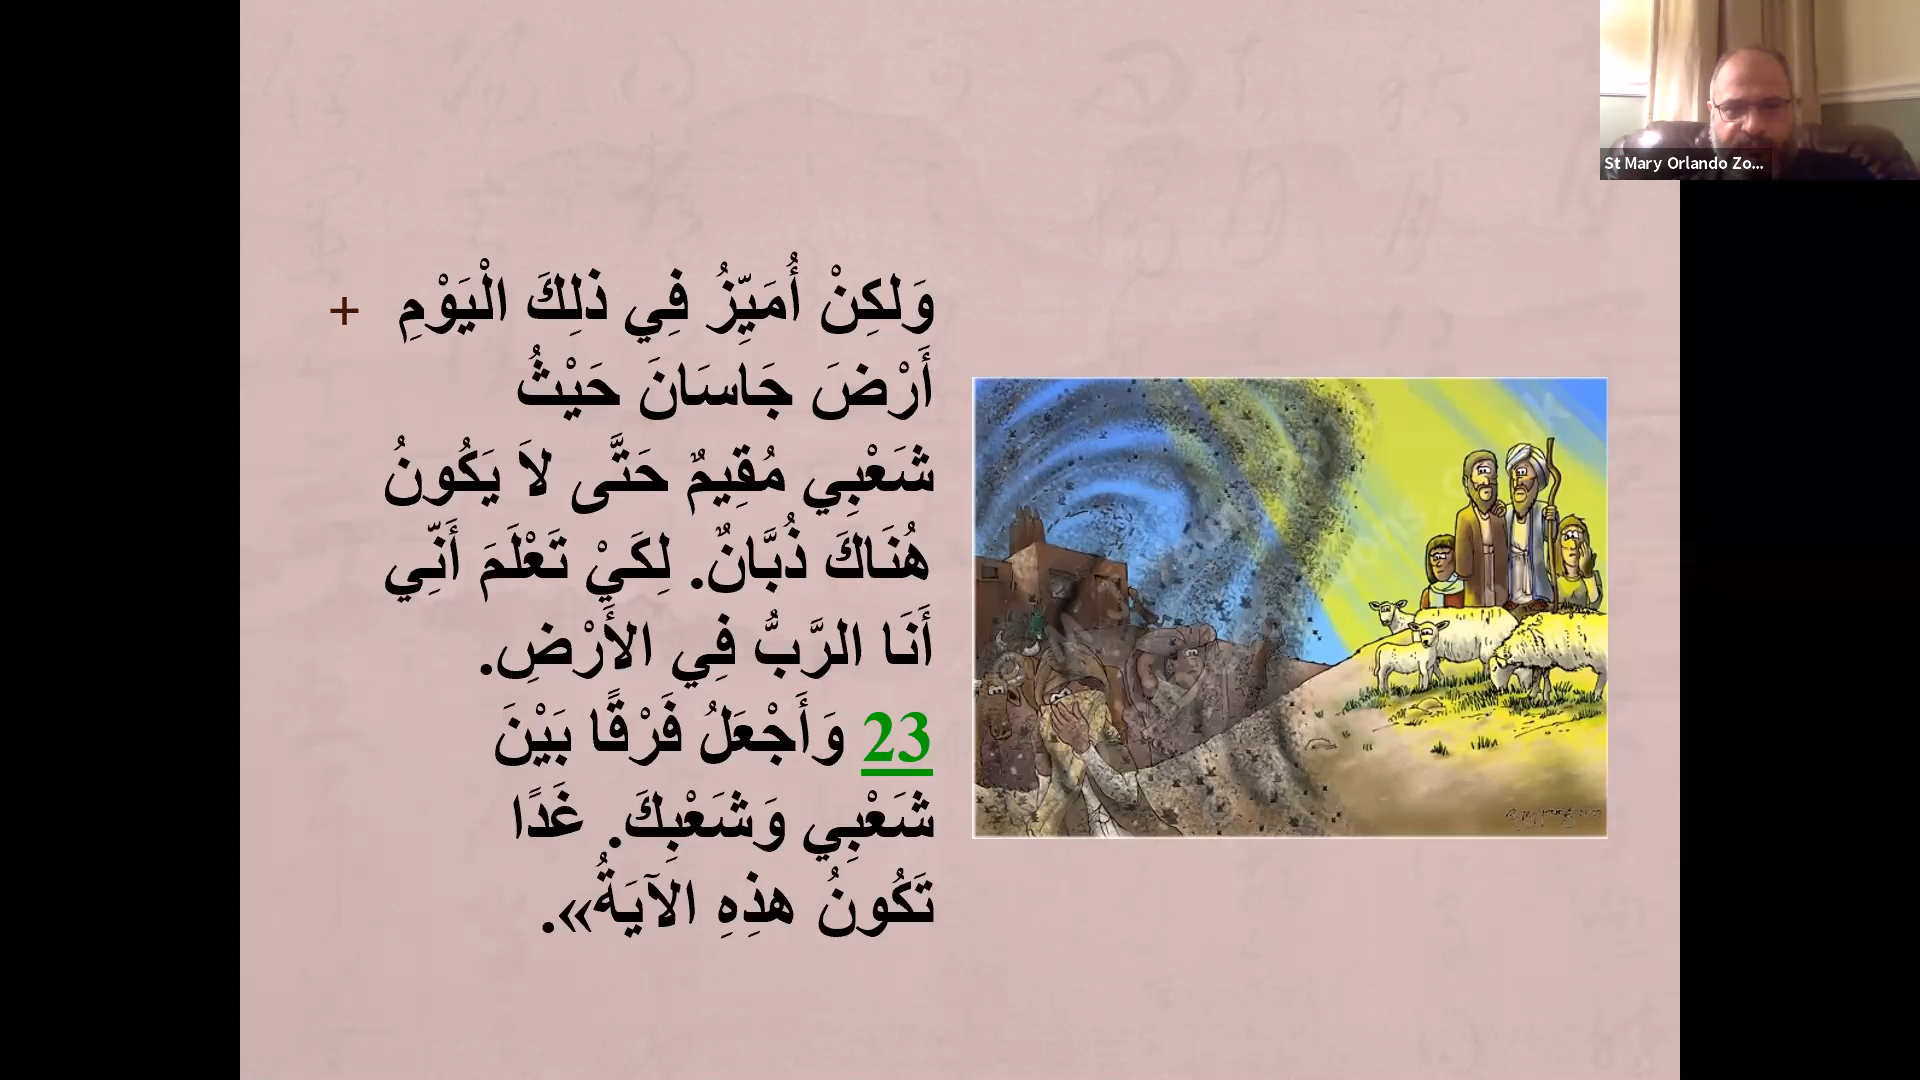 + وَلكِنْ أُمَيِّزُ فِي ذلِكَ الْيَوْمِ
أَرْضَ جَاسَانَ حَيْثُ
شَعْبِي مُقِيمٌ حَتَّى لاَ يَكُونُ
هُنَاكَ ذُبَّانٌ. لِكَيْ تَعْلَمَ أَنِّي
أَنَا الرَّبُّ فِي الأَرْضِ.
23 وَأَجْعَلُ فَرْقًا بَيْنَ
شَعْبِي وَشَعْبِكَ. غَدًا
تَكُونُ هذِهِ الآيَةُ».
St Mary Orlando Zo...